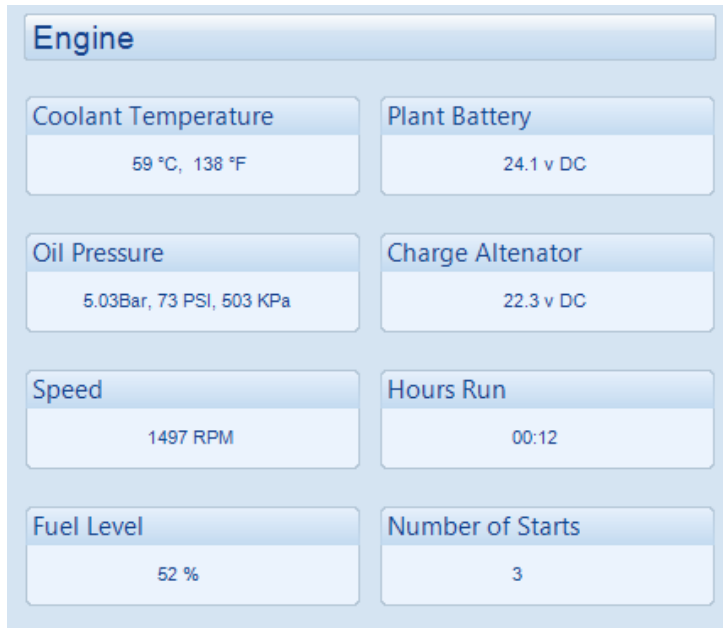 Engine
Coolant Temperature
59 °C, 138 °F
Plant Battery
24.1 v DC
Oil Pressure
5.03Bar, 73 PSI, 503 KPa
Charge Altenator
22.3 v DC
Speed
1497 RPM
Hours Run
00:12
Fuel Level
52 %
Number of Starts
3